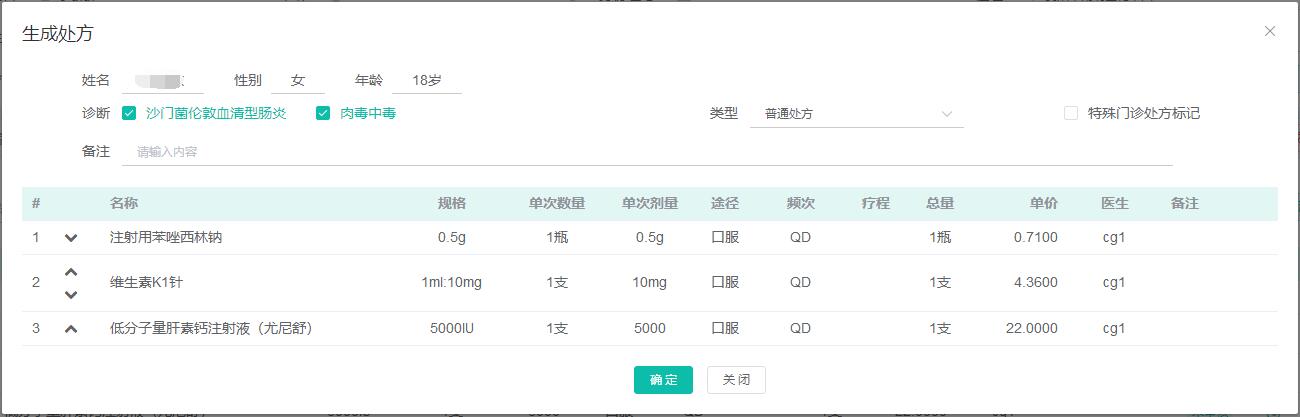 生成处方
姓名 性别 女 年龄 18岁
诊断 沙门菌伦敦血清型肠炎 肉毒中毒 类型 普通处方 特殊门诊处方标记
备注 请输入内容
# 名称 规格 单次数量 单次剂量 途径 频次 疗程 总量 单价 医生 备注
1 注射用苯唑西林钠 0.5g 1瓶 0.5g 口服 QD 1瓶 0.7100 cg1
2 维生素K1针 1ml:10mg 1支 10mg 口服 QD 1支 4.3600 cg1
3 低分子量肝素钙注射液（尤尼舒） 5000IU 1支 5000 口服 QD 1支 22.0000 cg1
确定 关闭